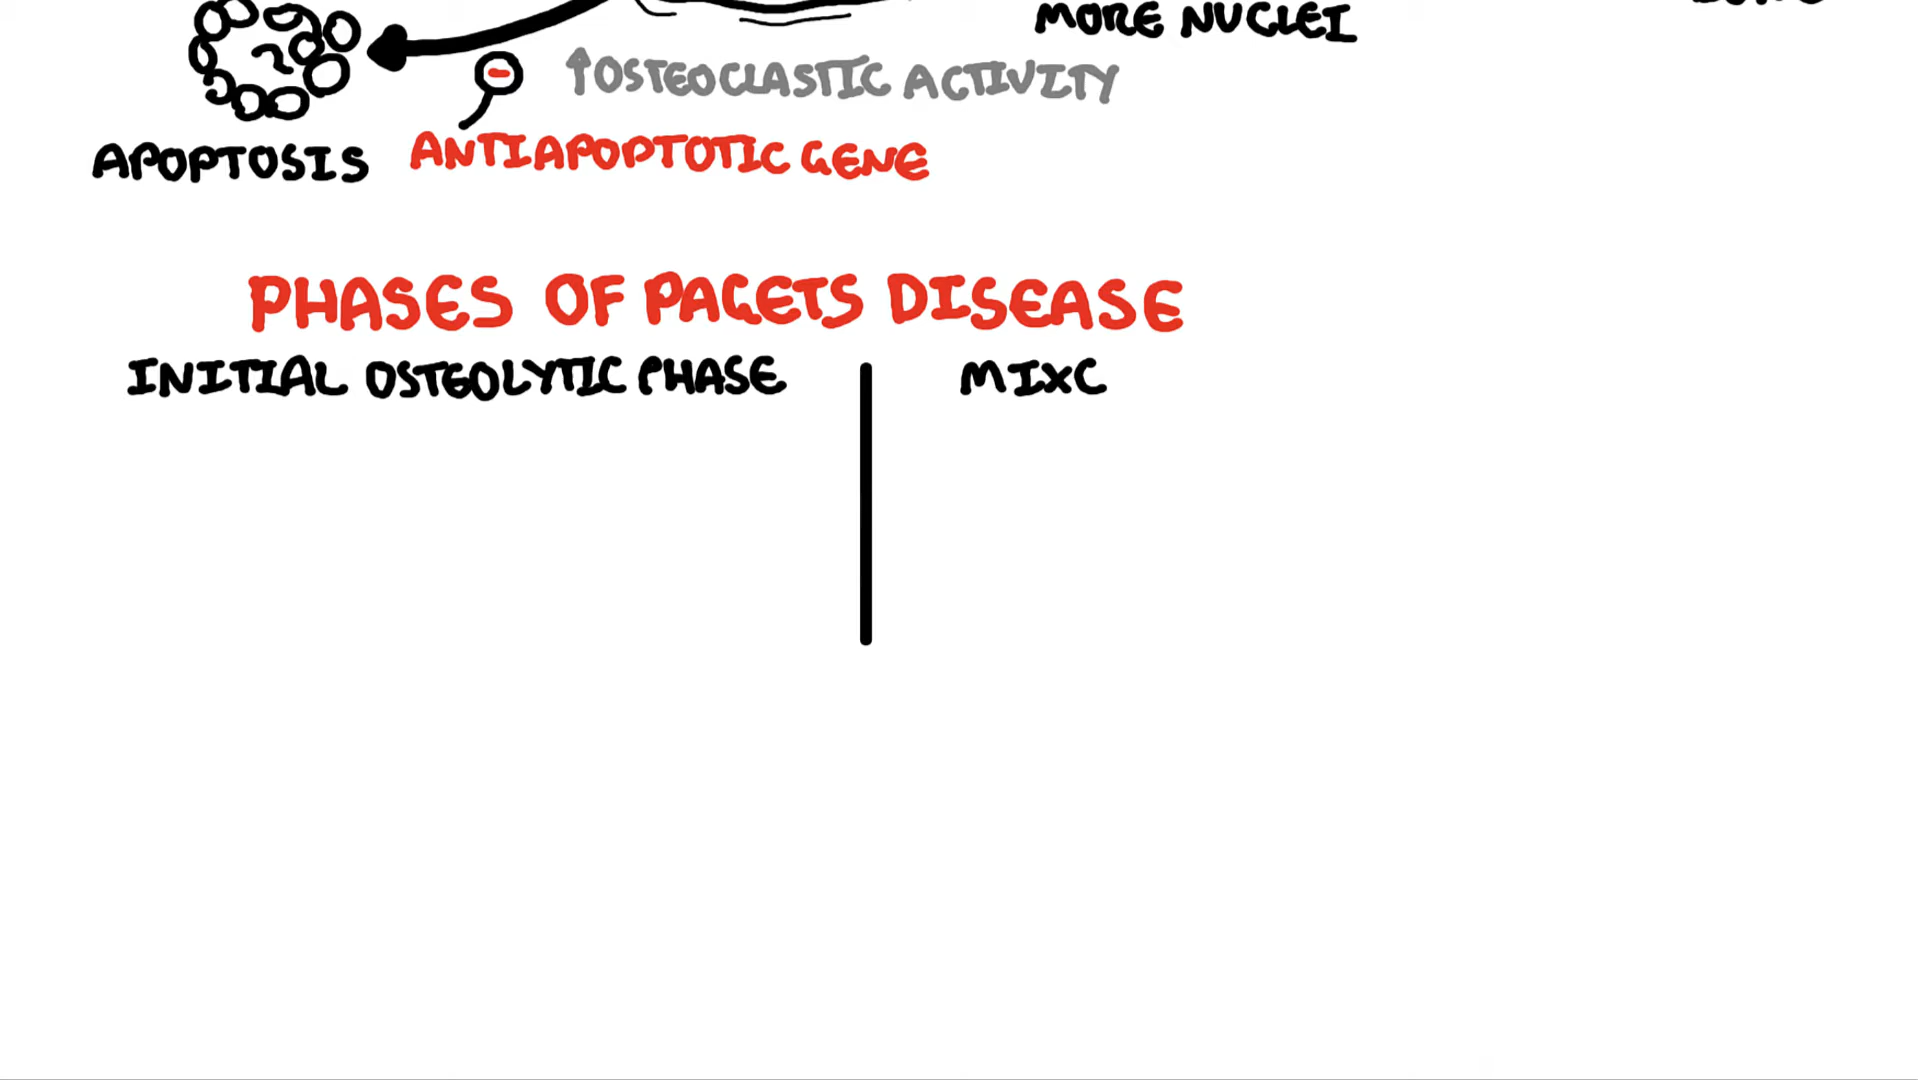 MORE NUCLEI
↑OSTEOCLASTIC ACTIVITY
APOPTOSIS ANTIAPOPTOTIC GENE
PHASES OF PAGETS DISEASE
INITIAL OSTEOLYTIC PHASE
MIXC